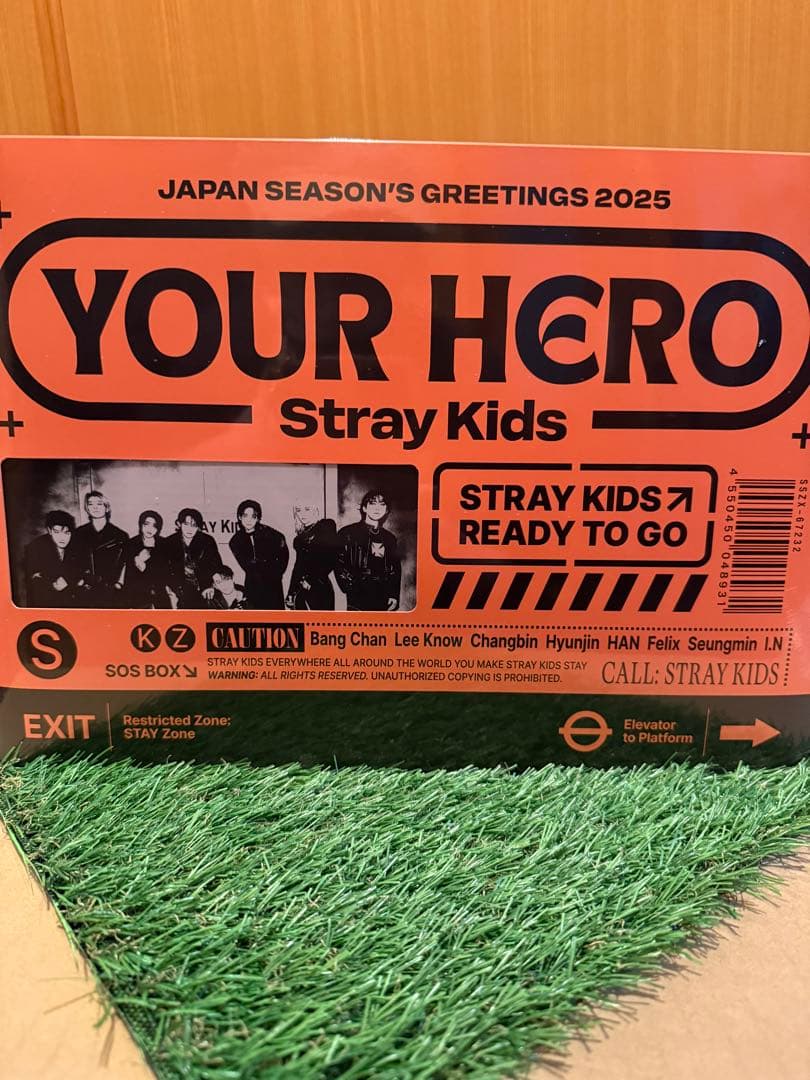 JAPAN SEASON'S GREETINGS 2025
YOUR HERO
Stray Kids
STRAY KIDS↗
READY TO GO
4 550450 048931
SSZX-67232
S K Z CAUTION Bang Chan Lee Know Changbin Hyunjin HAN Felix Seungmin I.N
SOS BOX↘
STRAY KIDS EVERYWHERE ALL AROUND THE WORLD YOU MAKE STRAY KIDS STAY
WARNING: ALL RIGHTS RESERVED. UNAUTHORIZED COPYING IS PROHIBITED.
CALL: STRAY KIDS
EXIT
Restricted Zone:
STAY Zone
Elevator
to Platform